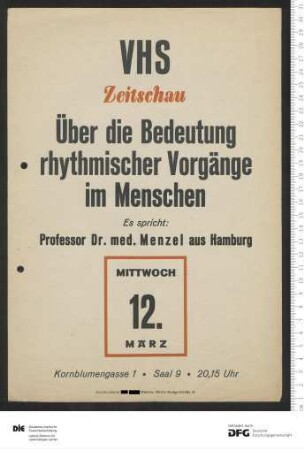 VHS
Zeitschau
Über die Bedeutung
rhythmischer Vorgänge
im Menschen
Es spricht:
Professor Dr. med. Menzel aus Hamburg
MITTWOCH
12.
MÄRZ
Kornblumengasse 1 • Saal 9 • 20,15 Uhr
DIE
DFG